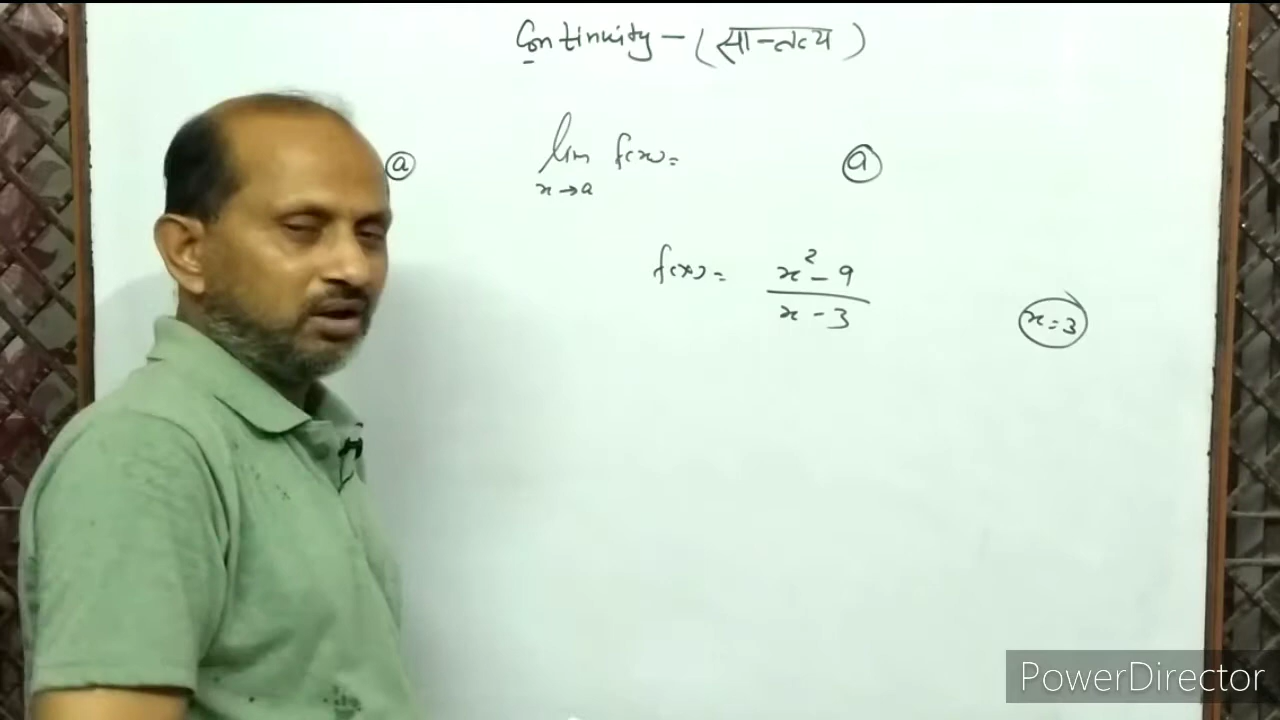 Continuity - (सान्तत्य)
a lim f(x) = a
x→a
f(x) = x² - 9
x - 3
x = 3
PowerDirector